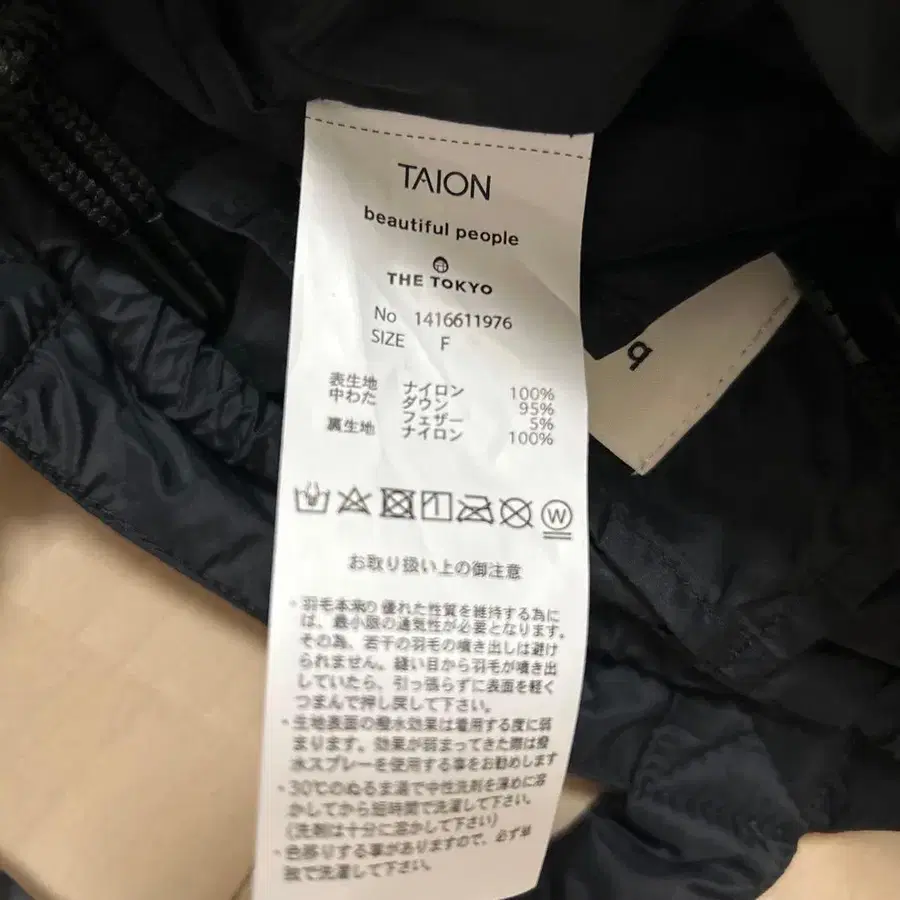 TAION
beautiful people
THE TOKYO
No 1416611976
SIZE F
表生地 ナイロン 100%
中わた ダウン 95%
フェザー 5%
裏生地 ナイロン 100%
W
お取り扱い上の御注意
・羽毛本来の優れた性質を維持する為に
は、最小限の通気性が必要となります。
その為、若干の羽毛の噴き出しは避け
られません。縫い目から羽毛が噴き出
していたら、引っ張らずに表面を軽く
つまんで押し戻して下さい。
・生地表面の撥水効果は着用する度に弱
まります。効果が弱まってきた際は撥
水スプレーを使用する事をお勧めします
・30℃のぬるま湯で中性洗剤を薄めに溶
かしてから短時間で洗濯して下さい。
(洗剤は十分に溶かして下さい)
・色移りする事がありますので、必ず単
独で洗濯して下さい。